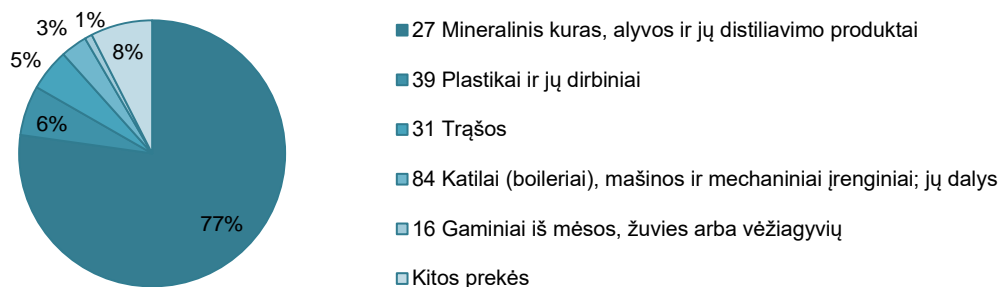 3%
1%
5%
8%
6%
77%
27 Mineralinis kuras, alyvos ir jų distiliavimo produktai
39 Plastikai ir jų dirbiniai
31 Trąšos
84 Katilai (boileriai), mašinos ir mechaniniai įrenginiai; jų dalys
16 Gaminiai iš mėsos, žuvies arba vėžiagyvių
Kitos prekės